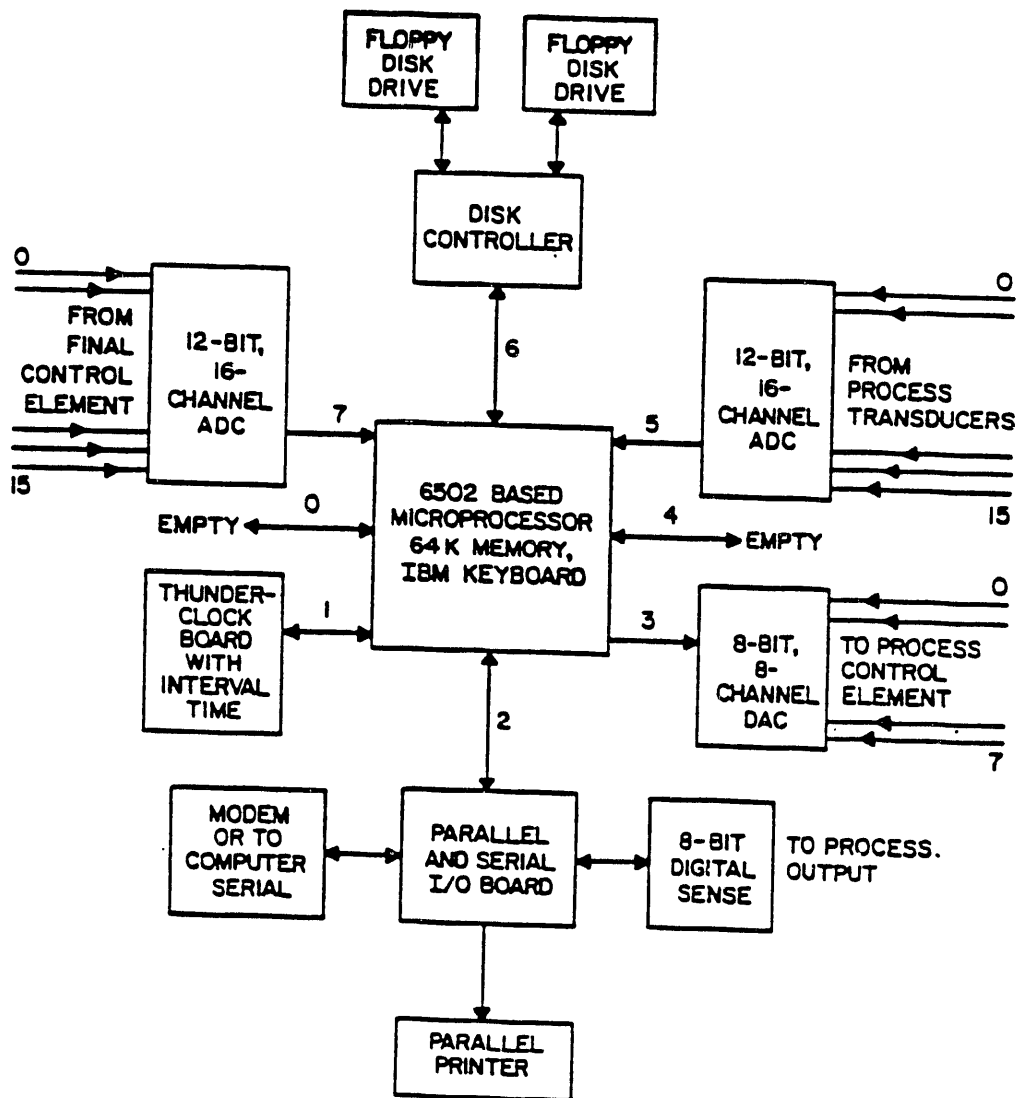 FLOPPY
DISK
DRIVE
FLOPPY
DISK
DRIVE
DISK
CONTROLLER
0
FROM
FINAL
CONTROL
ELEMENT
15
12-BIT,
16-
CHANNEL
ADC
7
6
5
12-BIT,
16-
CHANNEL
ADC
0
FROM
PROCESS
TRANSDUCERS
15
6502 BASED
MICROPROCESSOR
64K MEMORY,
IBM KEYBOARD
EMPTY
0
4
EMPTY
THUNDER-
CLOCK
BOARD
WITH
INTERVAL
TIME
1
3
8-BIT,
8-
CHANNEL
DAC
0
TO PROCESS
CONTROL
ELEMENT
7
2
MODEM
OR TO
COMPUTER
SERIAL
PARALLEL
AND SERIAL
I/O BOARD
8-BIT
DIGITAL
SENSE
TO PROCESS.
OUTPUT
PARALLEL
PRINTER